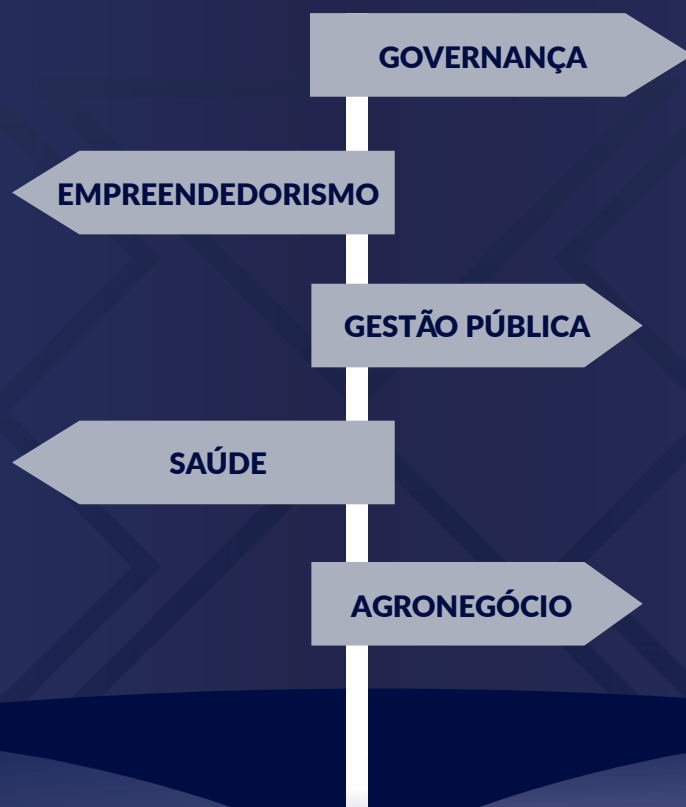 GOVERNANÇA
EMPREENDEDORISMO
GESTÃO PÚBLICA
SAÚDE
AGRONEGÓCIO